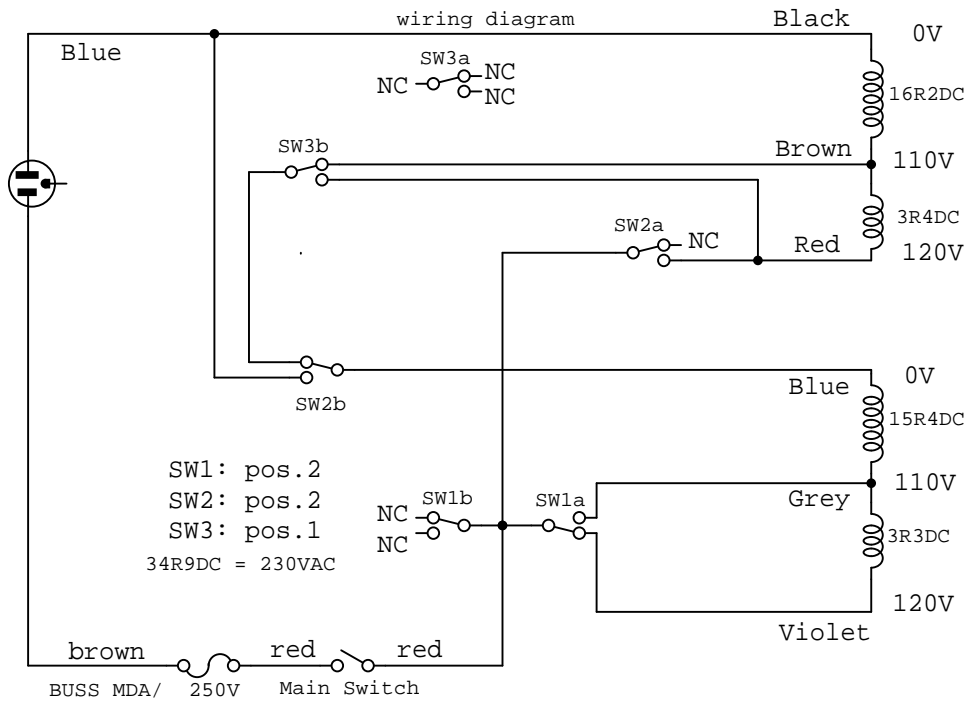 wiring diagram
Black
0V
Blue
SW3a
NC
NC
NC
16R2DC
SW3b
Brown
110V
SW2a
NC
3R4DC
Red
120V
SW2b
Blue
0V
15R4DC
SW1: pos.2
SW2: pos.2
SW3: pos.1
34R9DC = 230VAC
NC
NC
SW1b
SW1a
Grey
110V
3R3DC
120V
Violet
brown
red
red
BUSS MDA/ 250V
Main Switch